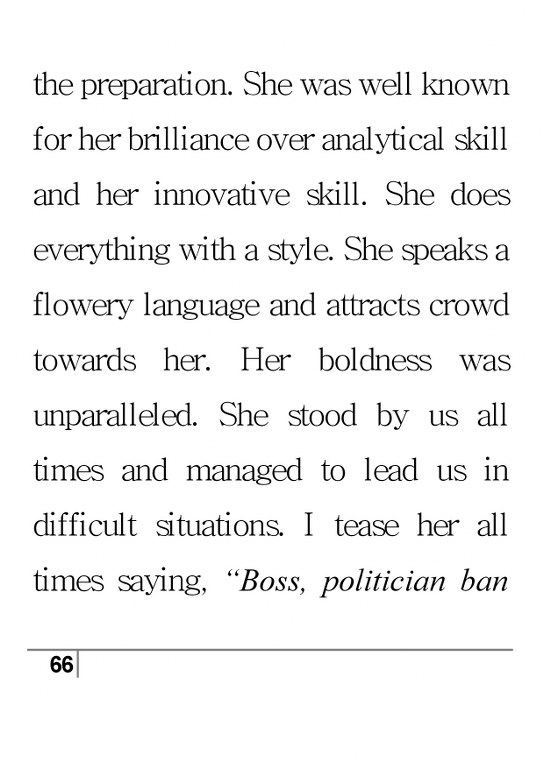 the preparation. She was well known
for her brilliance over analytical skill
and her innovative skill. She does
everything with a style. She speaks a
flowery language and attracts crowd
towards her. Her boldness was
unparalleled. She stood by us all
times and managed to lead us in
difficult situations. I tease her all
times saying, “Boss, politician ban
66